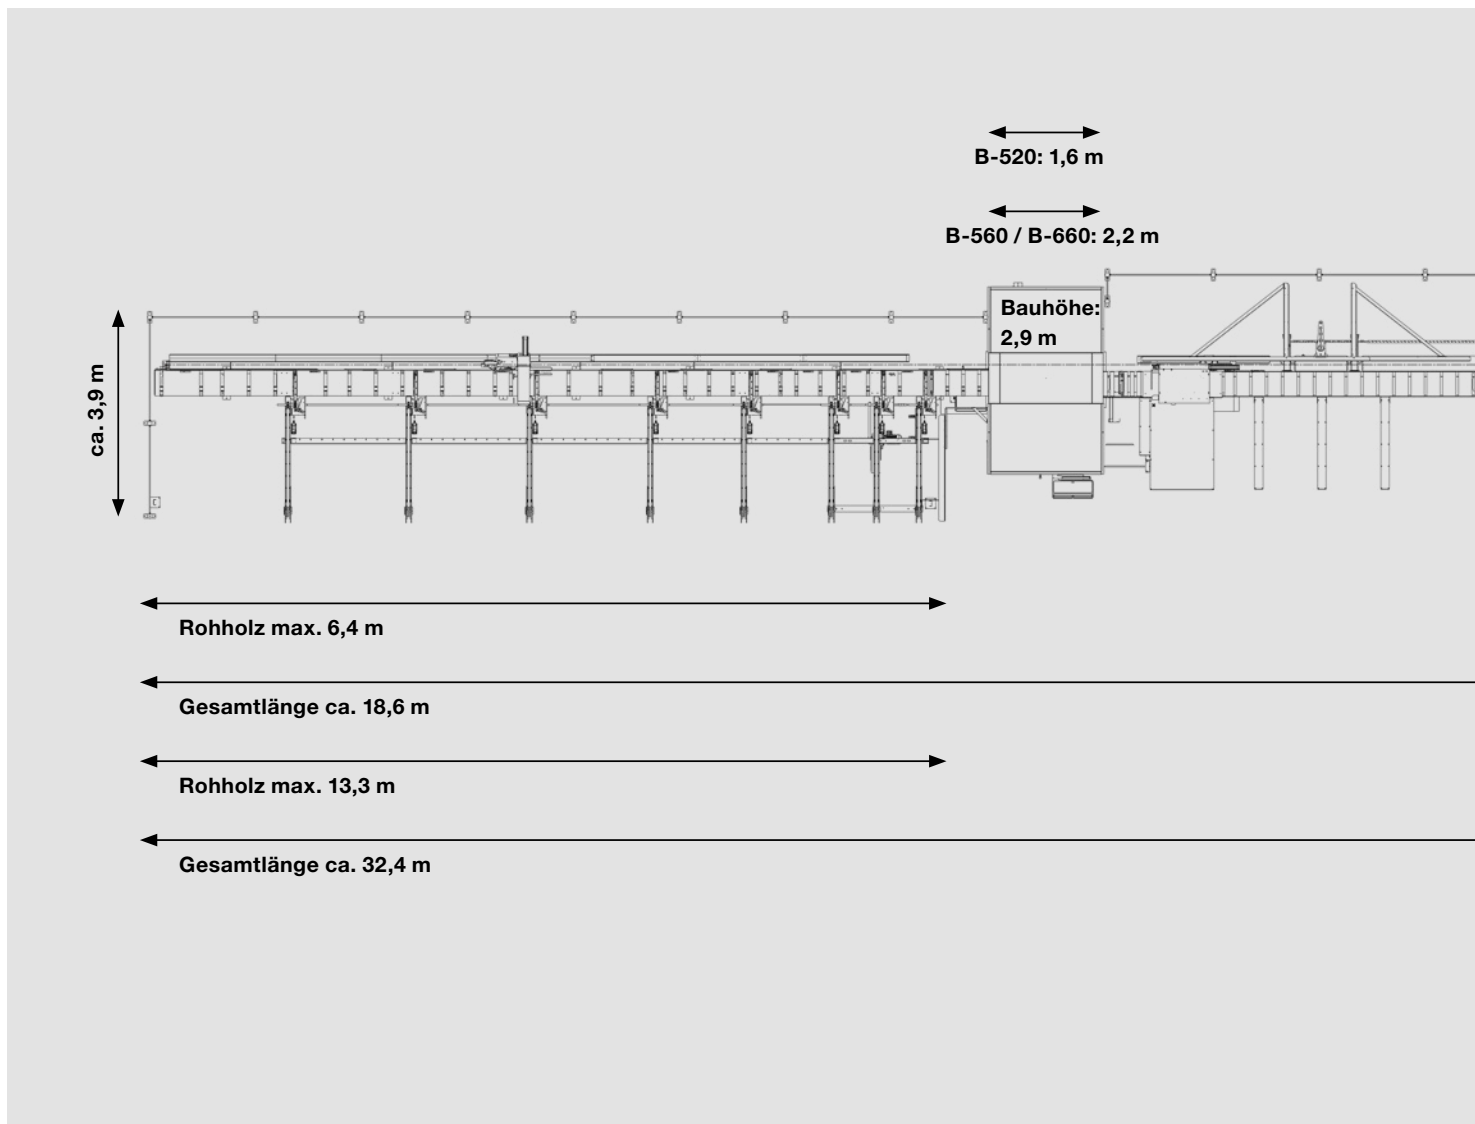 B-520: 1,6 m
B-560 / B-660: 2,2 m
Bauhöhe:
2,9 m
ca. 3,9 m
Rohholz max. 6,4 m
Gesamtlänge ca. 18,6 m
Rohholz max. 13,3 m
Gesamtlänge ca. 32,4 m